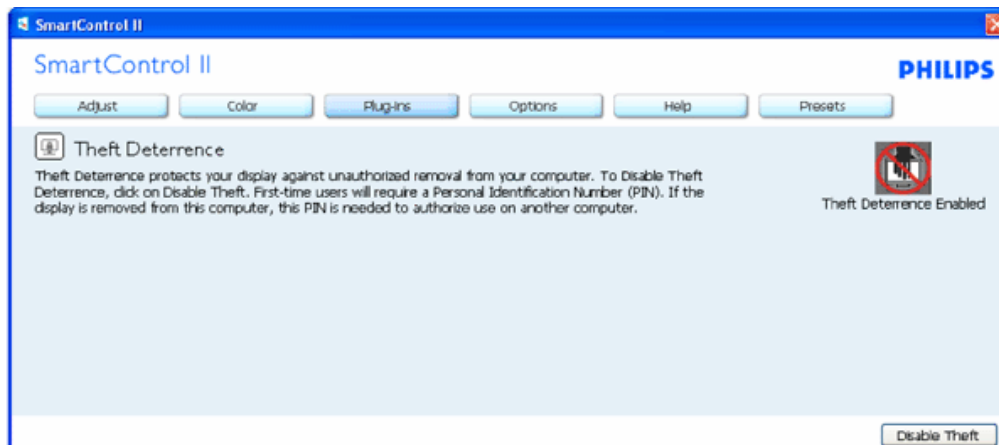 SmartControl II
SmartControl II
PHILIPS
Adjust Color Plug-Ins Options Help Presets
Theft Deterrence
Theft Deterrence protects your display against unauthorized removal from your computer. To Disable Theft
Deterrence, click on Disable Theft. First-time users will require a Personal Identification Number (PIN). If the
display is removed from this computer, this PIN is needed to authorize use on another computer.
Theft Deterrence Enabled
Disable Theft